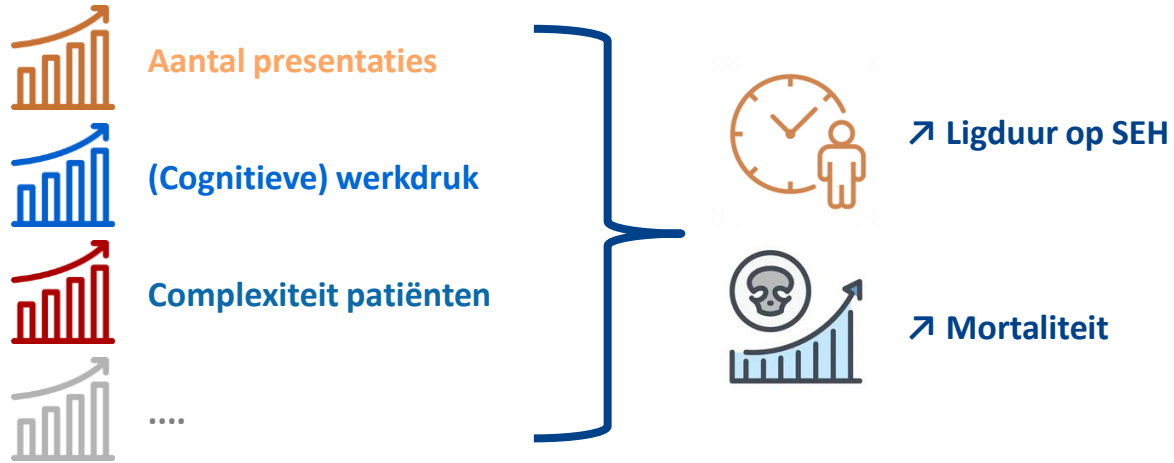 Aantal presentaties
(Cognitieve) werkdruk
Complexiteit patiënten
....
↗ Ligduur op SEH
↗ Mortaliteit